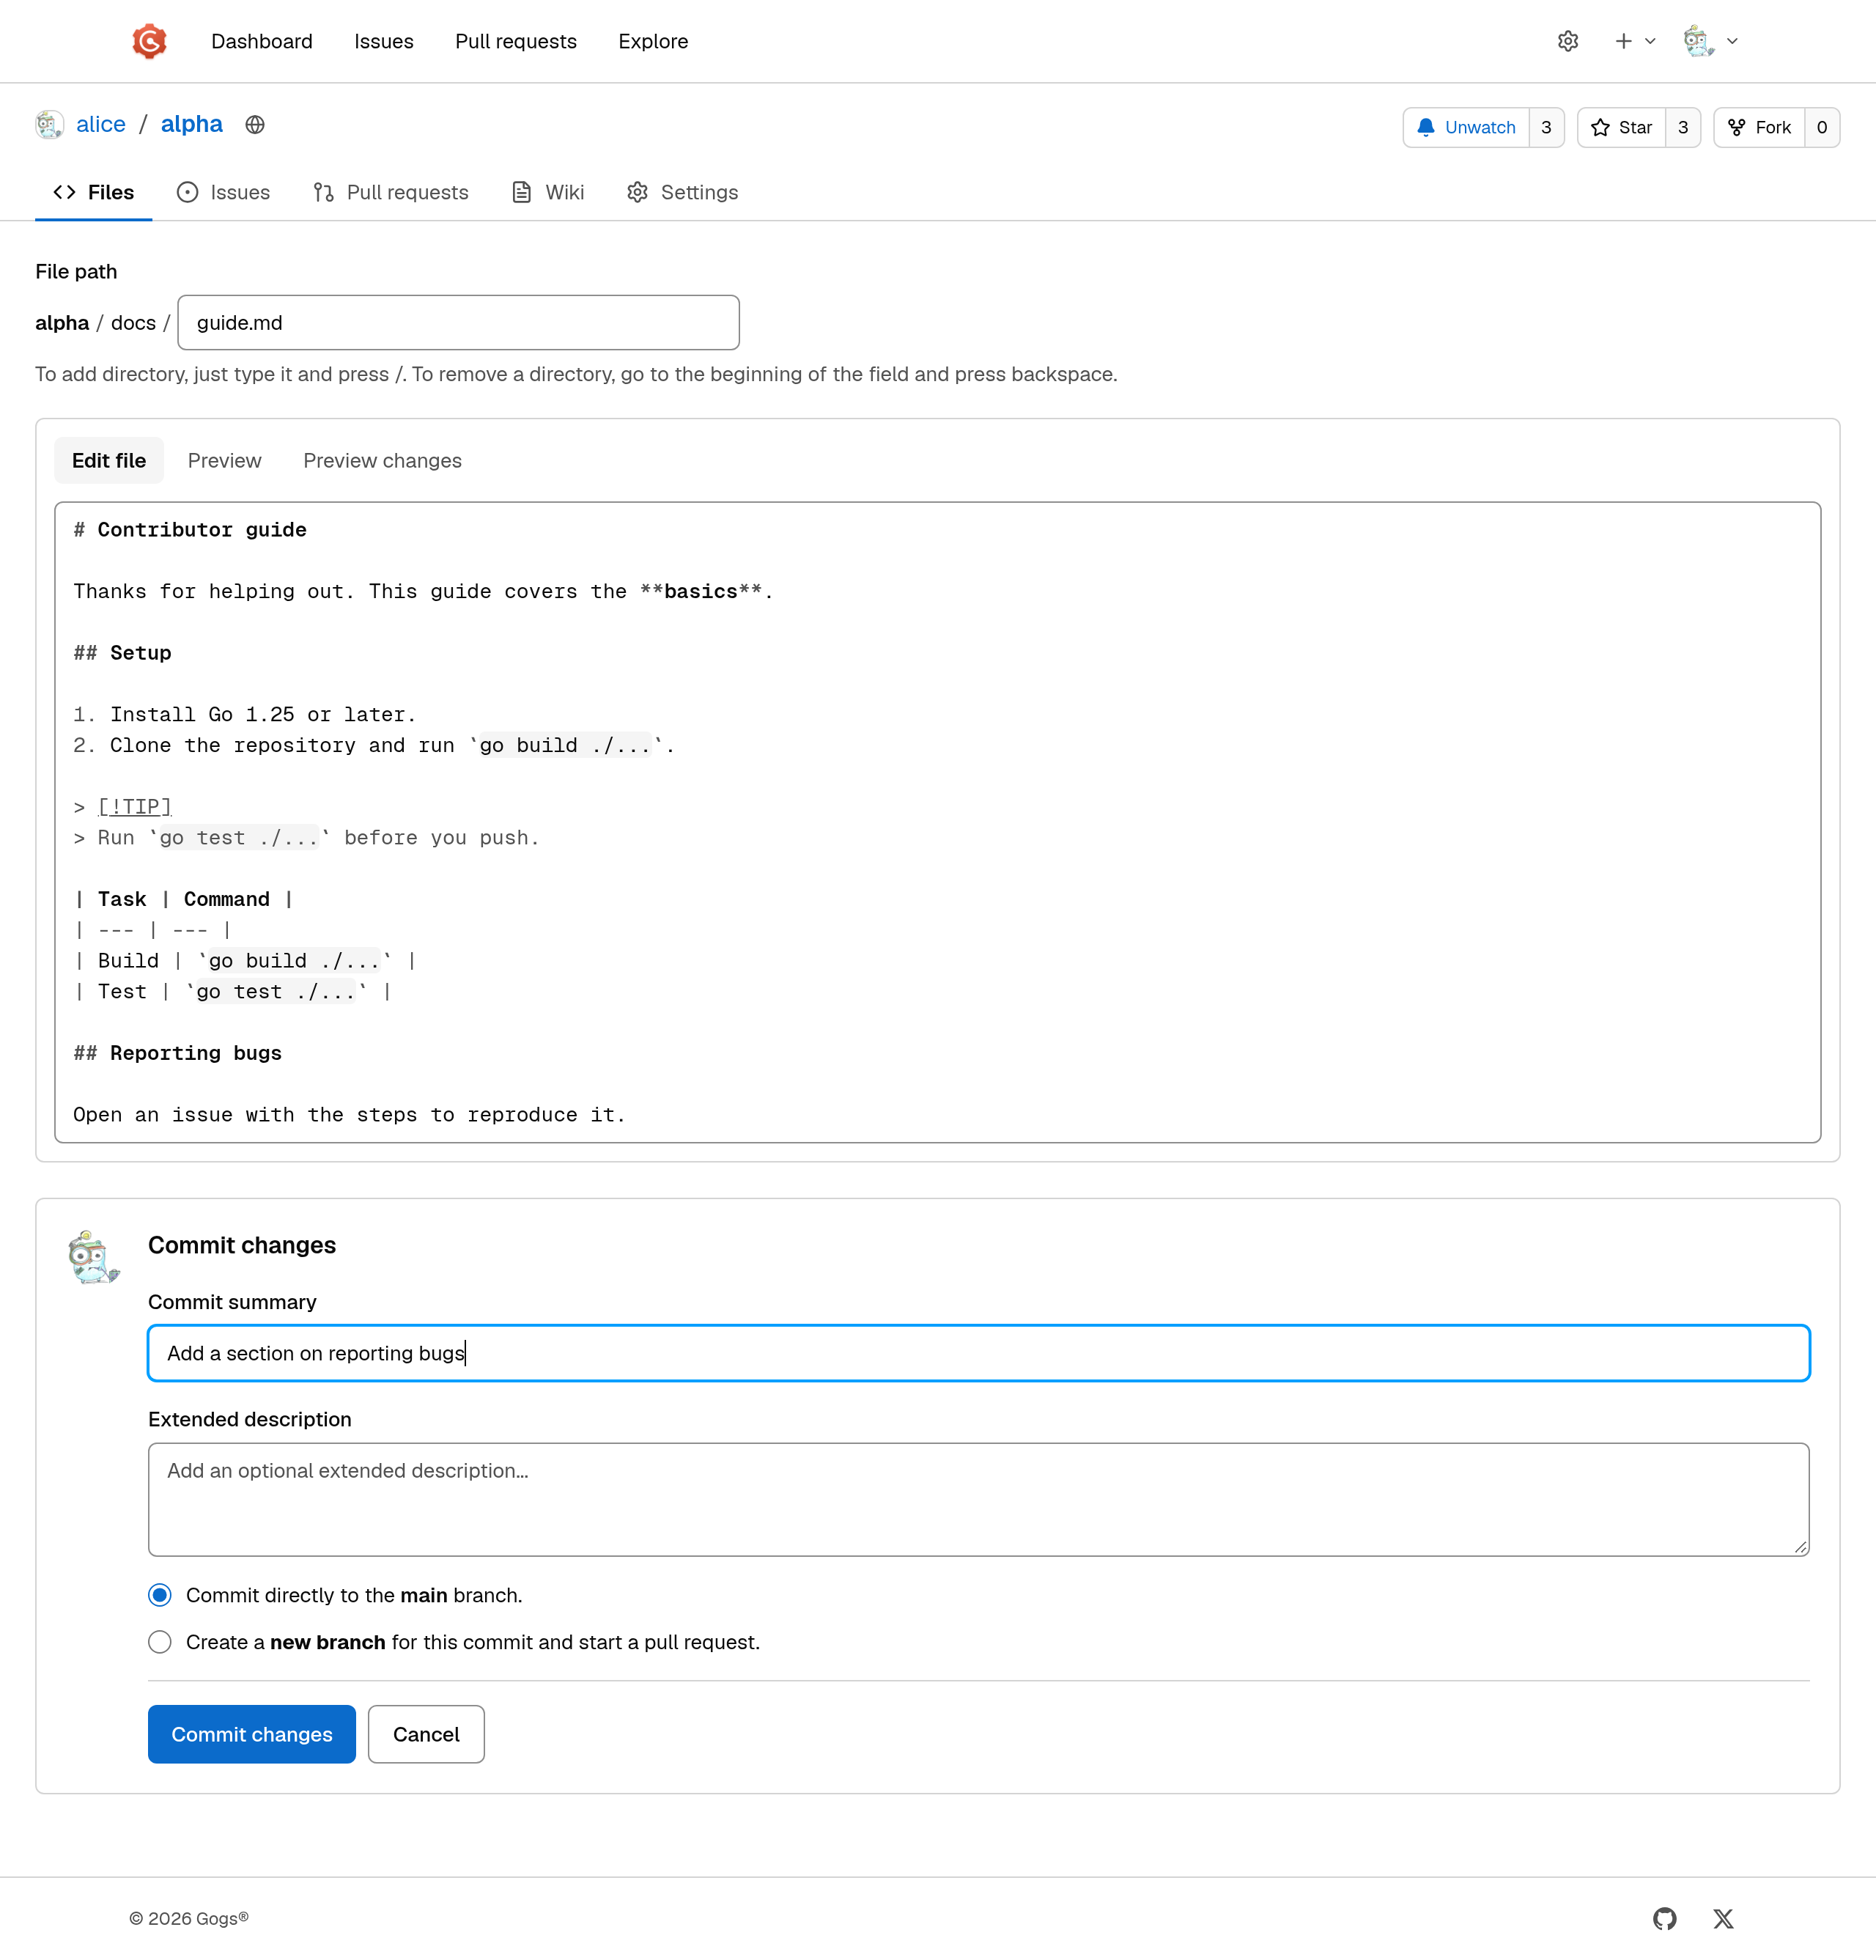 Dashboard Issues Pull requests Explore
alice / alpha
Unwatch 3 Star 3 Fork 0
Files Issues Pull requests Wiki Settings
File path
alpha / docs / guide.md
To add directory, just type it and press /. To remove a directory, go to the beginning of the field and press backspace.
Edit file Preview Preview changes
# Contributor guide
Thanks for helping out. This guide covers the **basics**.
## Setup
1. Install Go 1.25 or later.
2. Clone the repository and run `go build ./...`.
> [!TIP]
> Run `go test ./...` before you push.
| Task | Command |
| --- | --- |
| Build | `go build ./...` |
| Test | `go test ./...` |
## Reporting bugs
Open an issue with the steps to reproduce it.
Commit changes
Commit summary
Add a section on reporting bugs
Extended description
Add an optional extended description...
Commit directly to the main branch.
Create a new branch for this commit and start a pull request.
Commit changes Cancel
© 2026 Gogs®